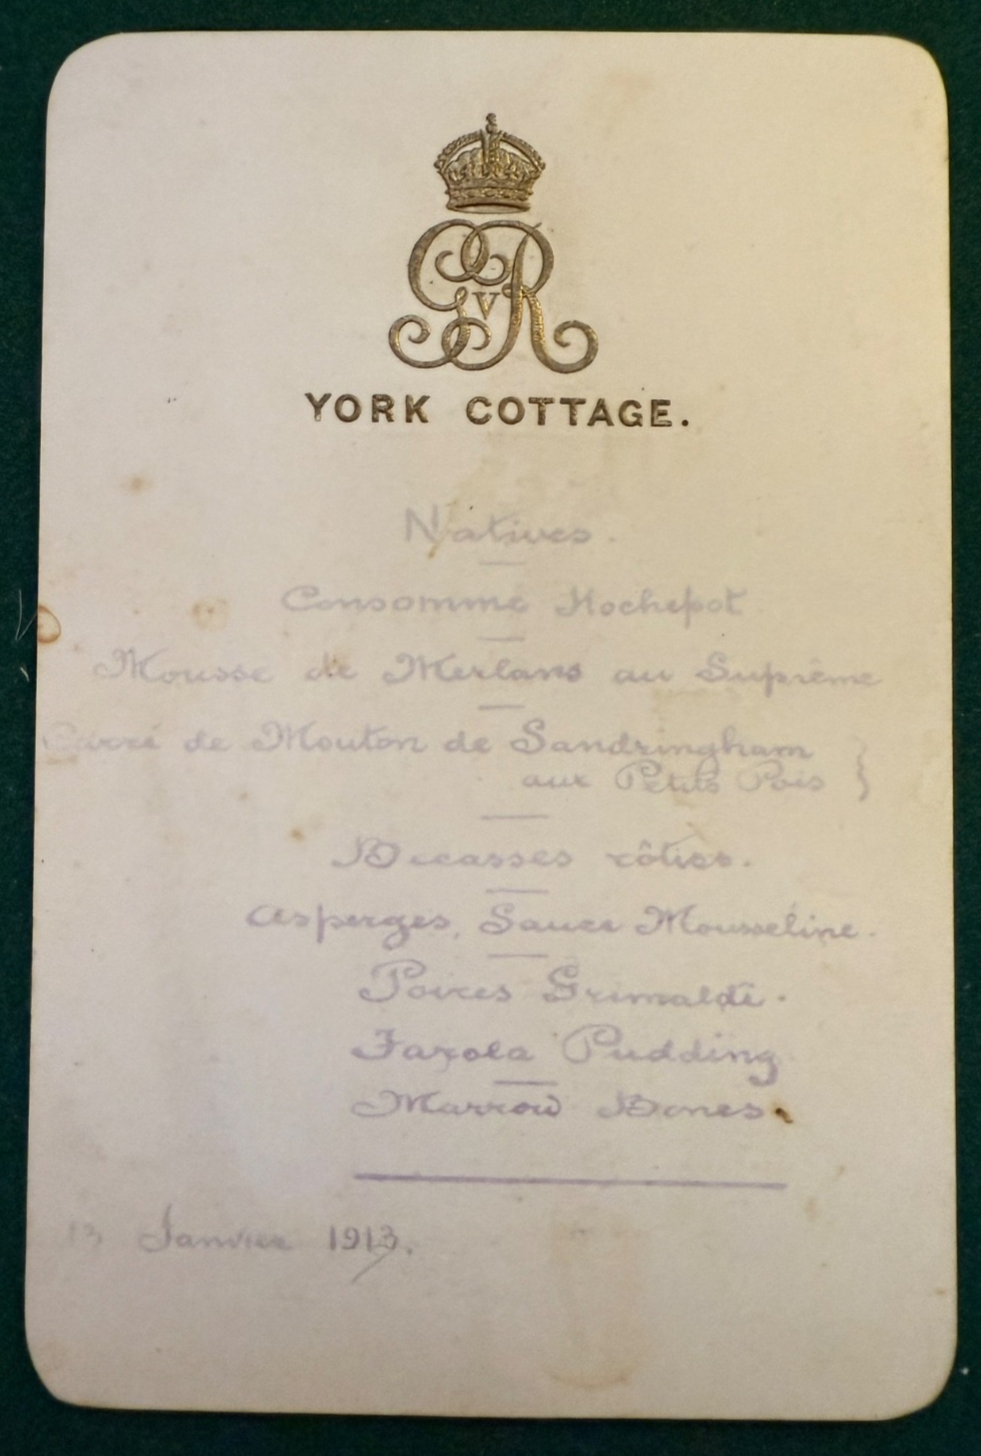 GVR
YORK COTTAGE.
Natives.
Consommé Hochepot
Mousse de Merlans au Suprême
Carré de Mouton de Sandringham
aux Petits Pois }
Bécasses rôties.
Asperges, Sauce Mousseline.
Poires Grimaldi.
Farola Pudding
Marrow Bones.
13 Janvier 1913.